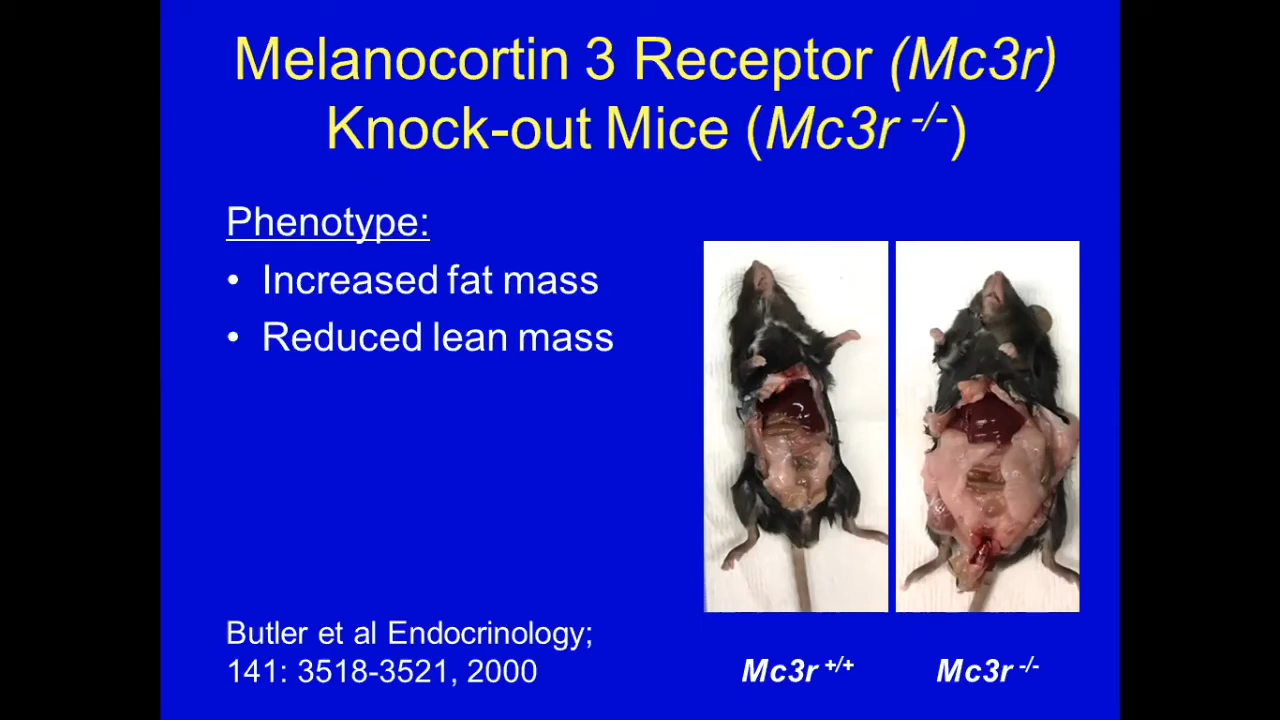 Melanocortin 3 Receptor (Mc3r)
Knock-out Mice (Mc3r -/-)
Phenotype:
• Increased fat mass
• Reduced lean mass
Butler et al Endocrinology;
141: 3518-3521, 2000
Mc3r +/+
Mc3r -/-